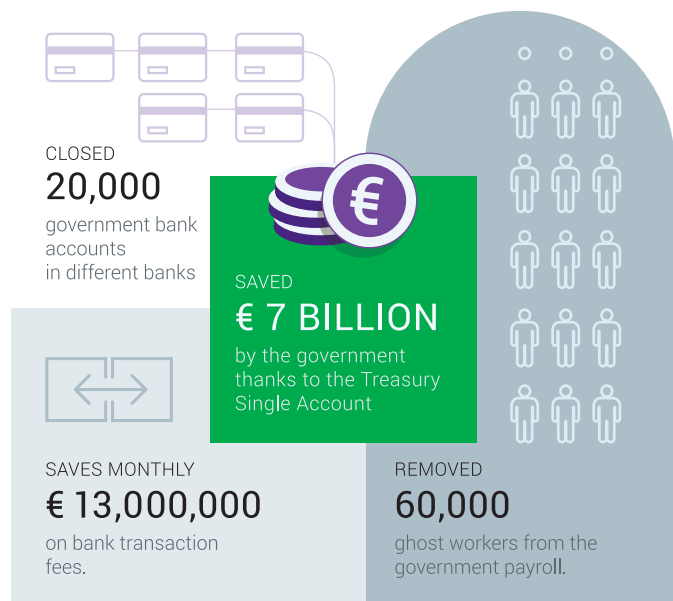 CLOSED
20,000
government bank
accounts
in different banks
€
SAVED
€ 7 BILLION
by the government
thanks to the Treasury
Single Account
SAVES MONTHLY
€ 13,000,000
on bank transaction
fees.
REMOVED
60,000
ghost workers from the
government payroll.